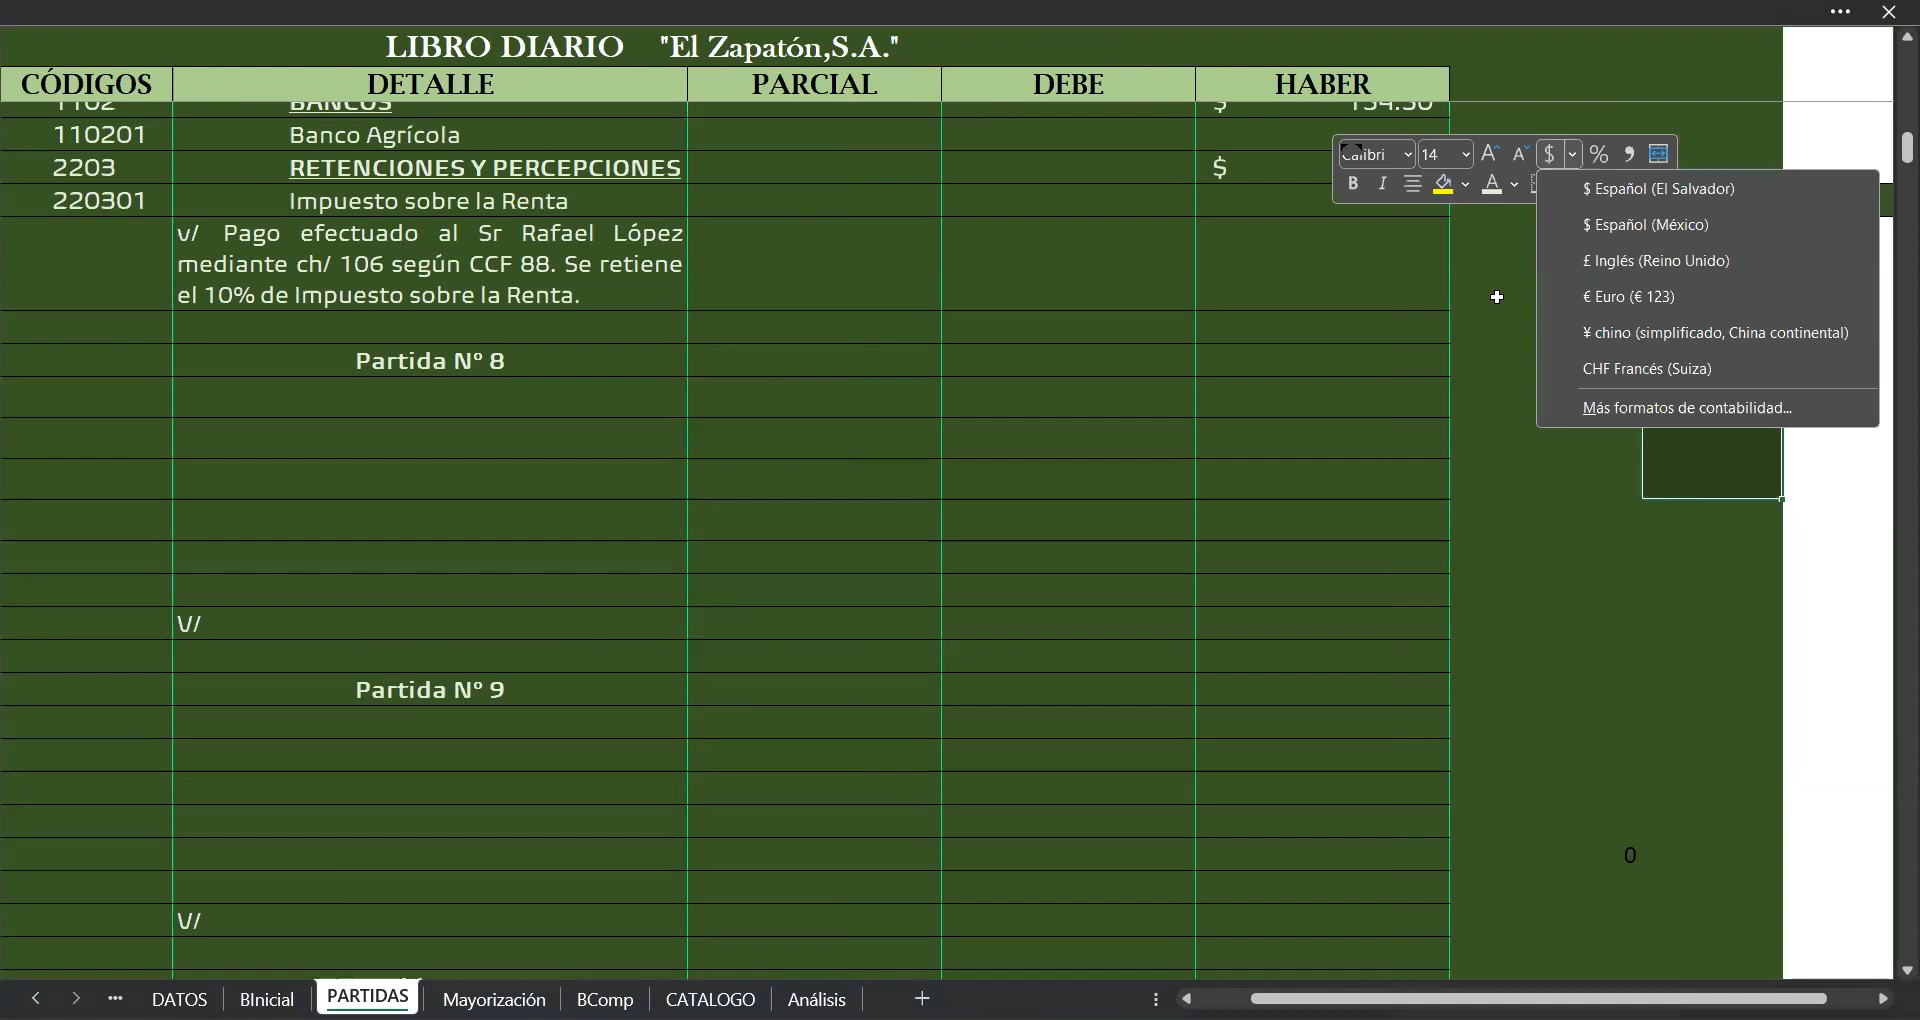 LIBRO DIARIO "El Zapatón,S.A."
CÓDIGOS DETALLE PARCIAL DEBE HABER
1102 BANCOS $ 154.50
110201 Banco Agrícola
2203 RETENCIONES Y PERCEPCIONES $
220301 Impuesto sobre la Renta
v/ Pago efectuado al Sr Rafael López
mediante ch/ 106 según CCF 88. Se retiene
el 10% de Impuesto sobre la Renta.
Partida N° 8
V/
Partida N° 9
V/
0
Calibri 14 A A $ % ,
B I A
$ Español (El Salvador)
$ Español (México)
£ Inglés (Reino Unido)
€ Euro (€ 123)
¥ chino (simplificado, China continental)
CHF Francés (Suiza)
Más formatos de contabilidad...
DATOS BInicial PARTIDAS Mayorización BComp CATALOGO Análisis